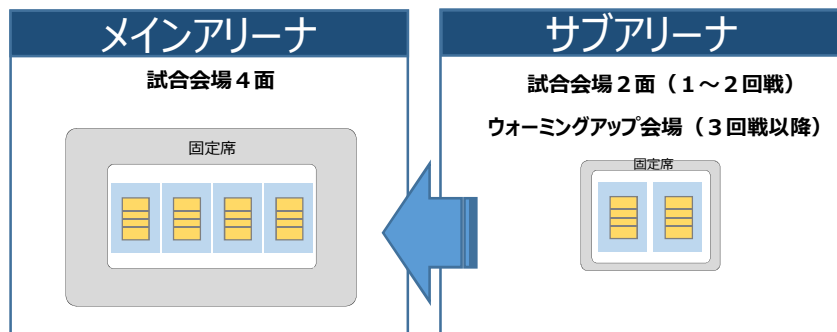 メインアリーナ
試合会場４面
固定席
サブアリーナ
試合会場２面（１～２回戦）
ウォーミングアップ会場（３回戦以降）
固定席